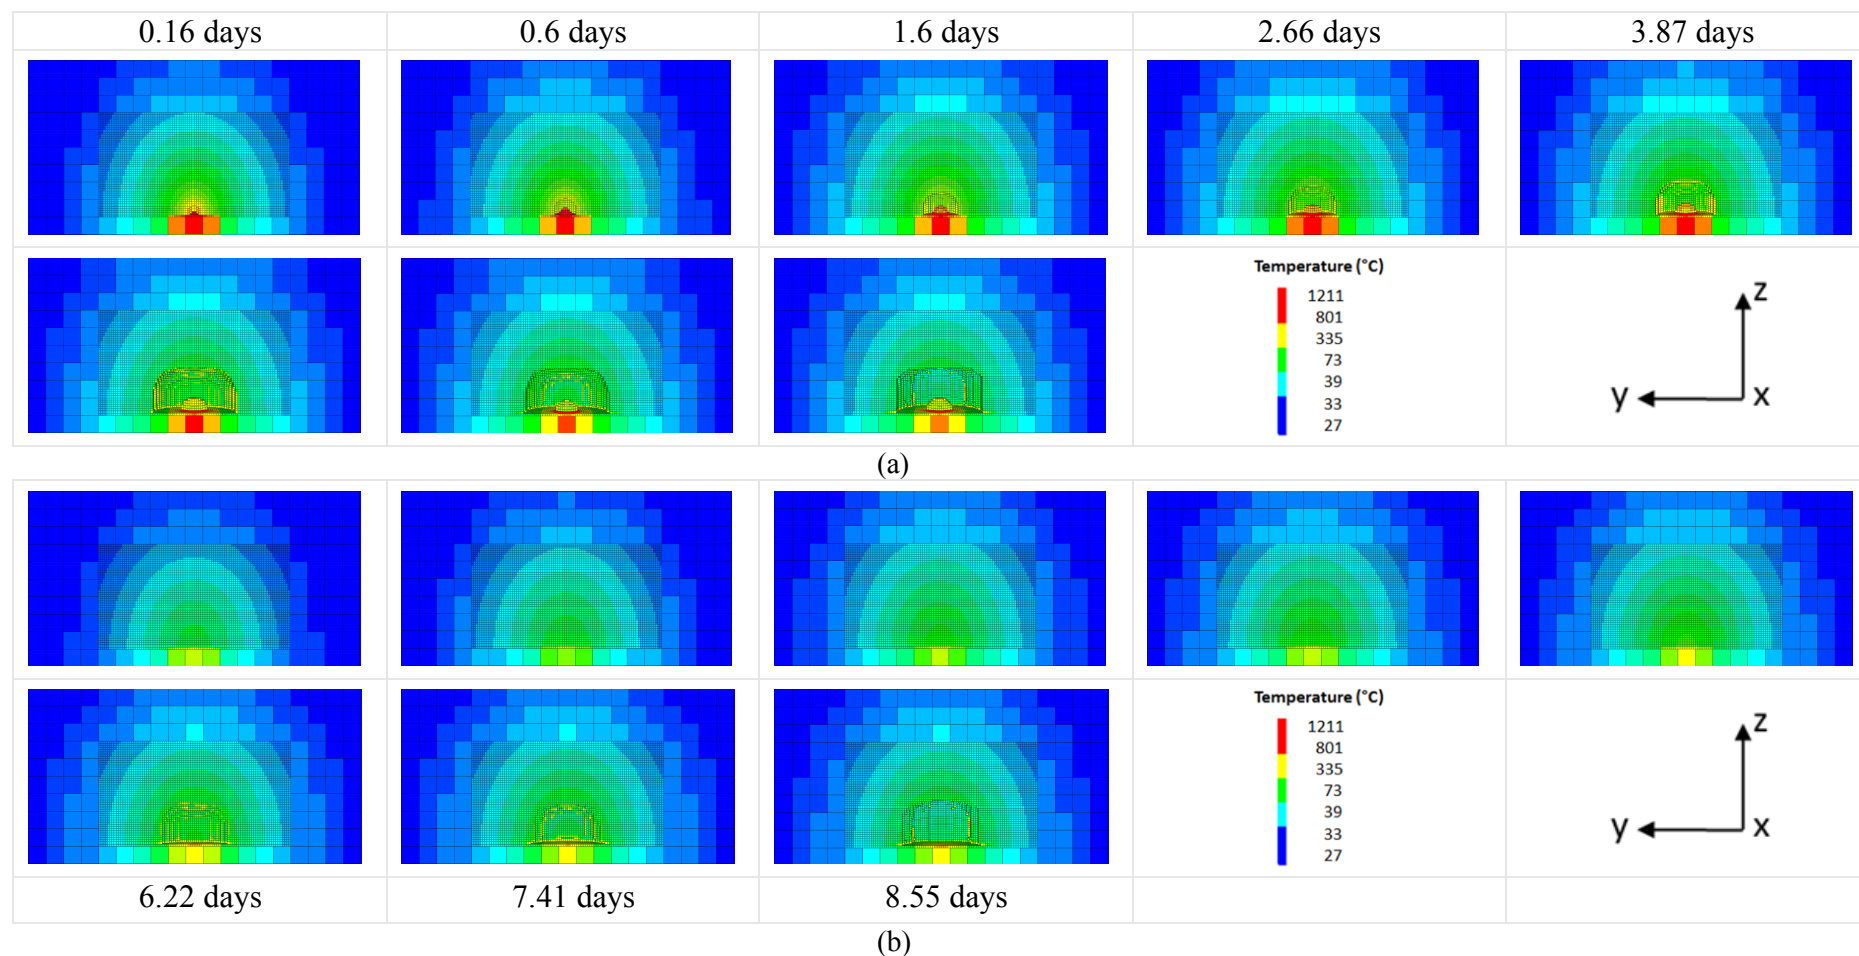 0.16 days 0.6 days 1.6 days 2.66 days 3.87 days
Temperature (°C)
1211
801
335
73
39
33
27
z
y x
(a)
Temperature (°C)
1211
801
335
73
39
33
27
z
y x
6.22 days 7.41 days 8.55 days
(b)